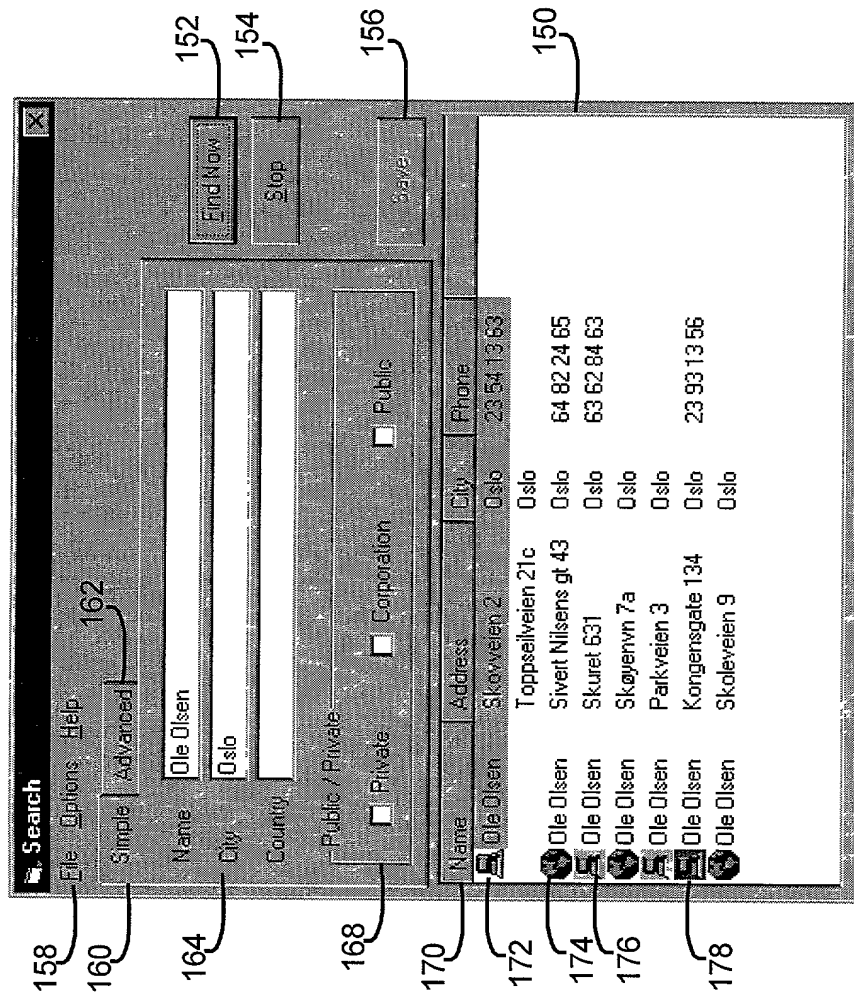 Search
158 File Options Help
160 Simple Advanced 162
Name Ole Olsen
Find Now 152
164 City Oslo
Stop 154
Country
Public / Private
168 Private Corporation Public
156
170 Name Address City Phone
172 Ole Olsen Skovveien 2 Oslo 23 54 13 63
Toppseilveien 21c Oslo
174 Ole Olsen Sivert Nilsens gt 43 Oslo 64 82 24 65
176 Ole Olsen Skuret 631 Oslo 63 62 84 63
Ole Olsen Skøyenvn 7a Oslo
Ole Olsen Parkveien 3 Oslo
178 Ole Olsen Kongensgate 134 Oslo 23 93 13 56
Ole Olsen Skoleveien 9 Oslo
150